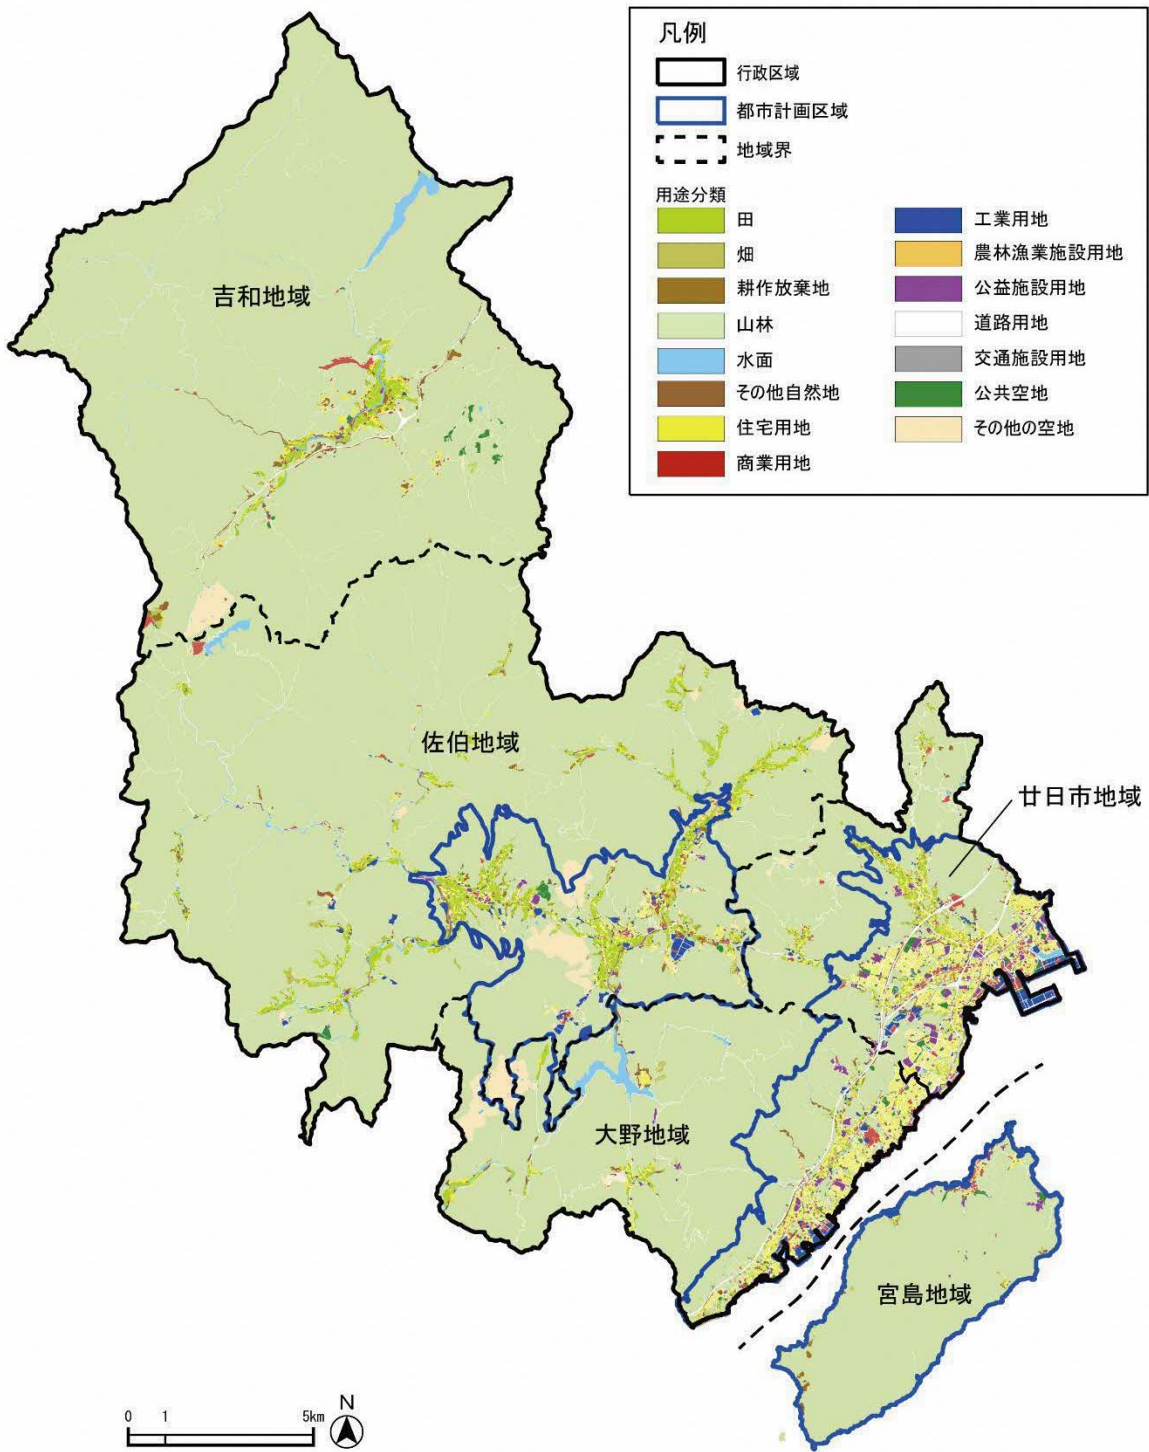 凡例
行政区域
都市計画区域
地域界
用途分類
田
畑
耕作放棄地
山林
水面
その他自然地
住宅用地
商業用地
工業用地
農林漁業施設用地
公益施設用地
道路用地
交通施設用地
公共空地
その他の空地
吉和地域
佐伯地域
廿日市地域
大野地域
宮島地域
0 1 5km
N